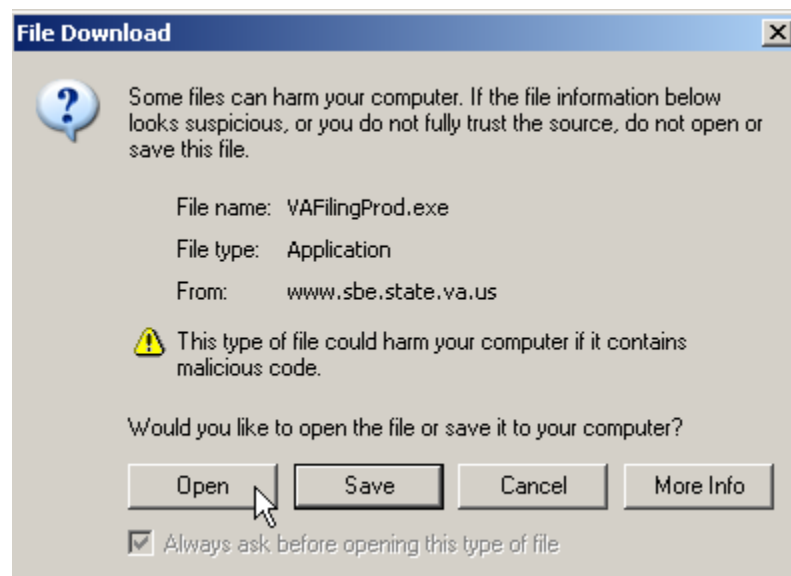 File Download
Some files can harm your computer. If the file information below
looks suspicious, or you do not fully trust the source, do not open or
save this file.
File name: VAFilingProd.exe
File type: Application
From: www.sbe.state.va.us
This type of file could harm your computer if it contains
malicious code.
Would you like to open the file or save it to your computer?
Open Save Cancel More Info
Always ask before opening this type of file